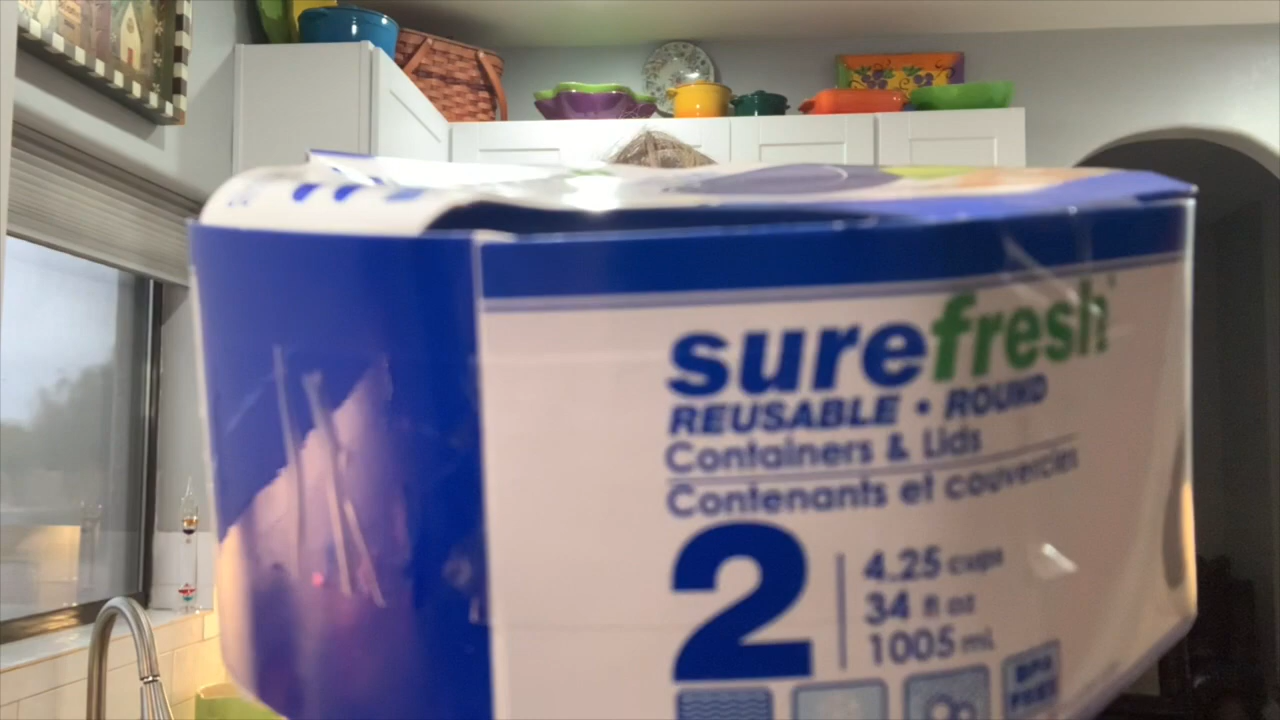 surefresh
REUSABLE • ROUND
Containers & Lids
Contenants et couvercles
2
4.25 cups
34 fl oz
1005 mL
BPA
FREE